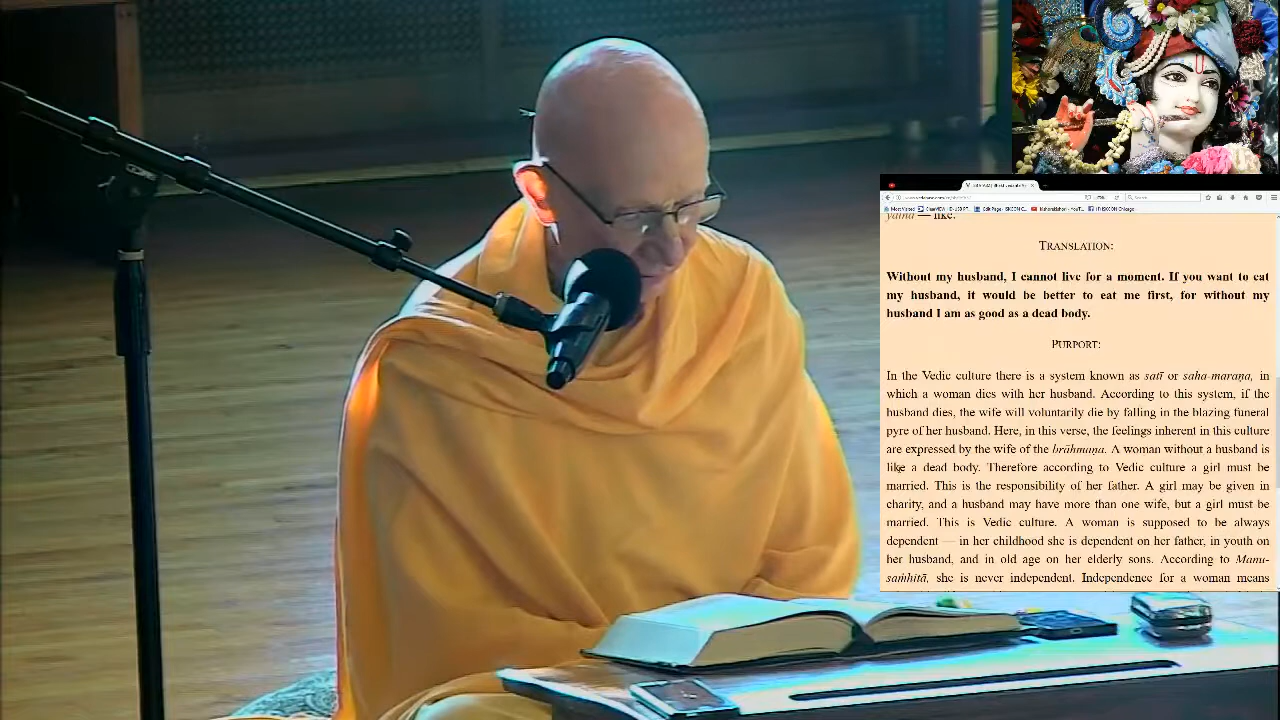 yānā — like.
TRANSLATION:
Without my husband, I cannot live for a moment. If you want to eat
my husband, it would be better to eat me first, for without my
husband I am as good as a dead body.
PURPORT:
In the Vedic culture there is a system known as satī or saha-maraṇa, in
which a woman dies with her husband. According to this system, if the
husband dies, the wife will voluntarily die by falling in the blazing funeral
pyre of her husband. Here, in this verse, the feelings inherent in this culture
are expressed by the wife of the brāhmaṇa. A woman without a husband is
like a dead body. Therefore according to Vedic culture a girl must be
married. This is the responsibility of her father. A girl may be given in
charity, and a husband may have more than one wife, but a girl must be
married. This is Vedic culture. A woman is supposed to be always
dependent — in her childhood she is dependent on her father, in youth on
her husband, and in old age on her elderly sons. According to Manu-
saṁhitā, she is never independent. Independence for a woman means